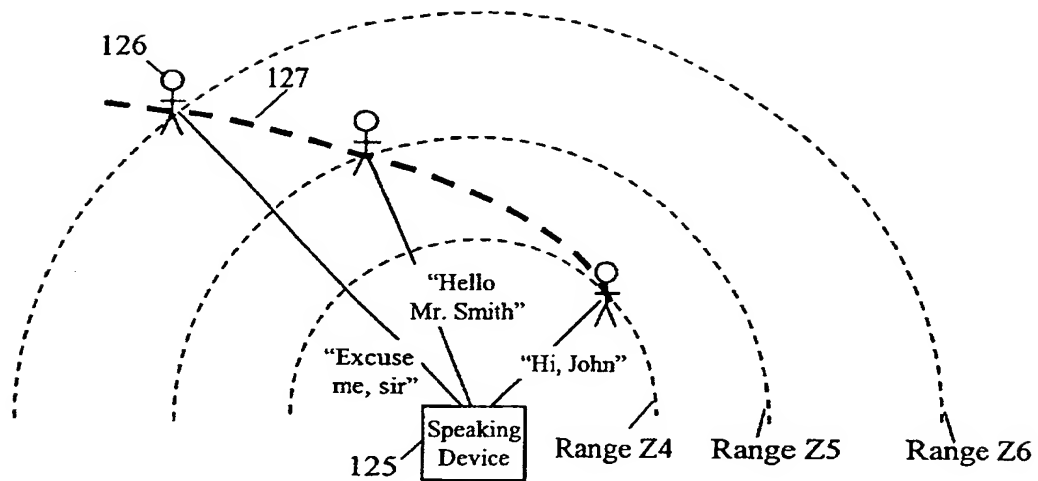 126
127
“Hello
Mr. Smith”
“Excuse
me, sir”
“Hi, John”
Speaking
Device
125
Range Z4
Range Z5
Range Z6